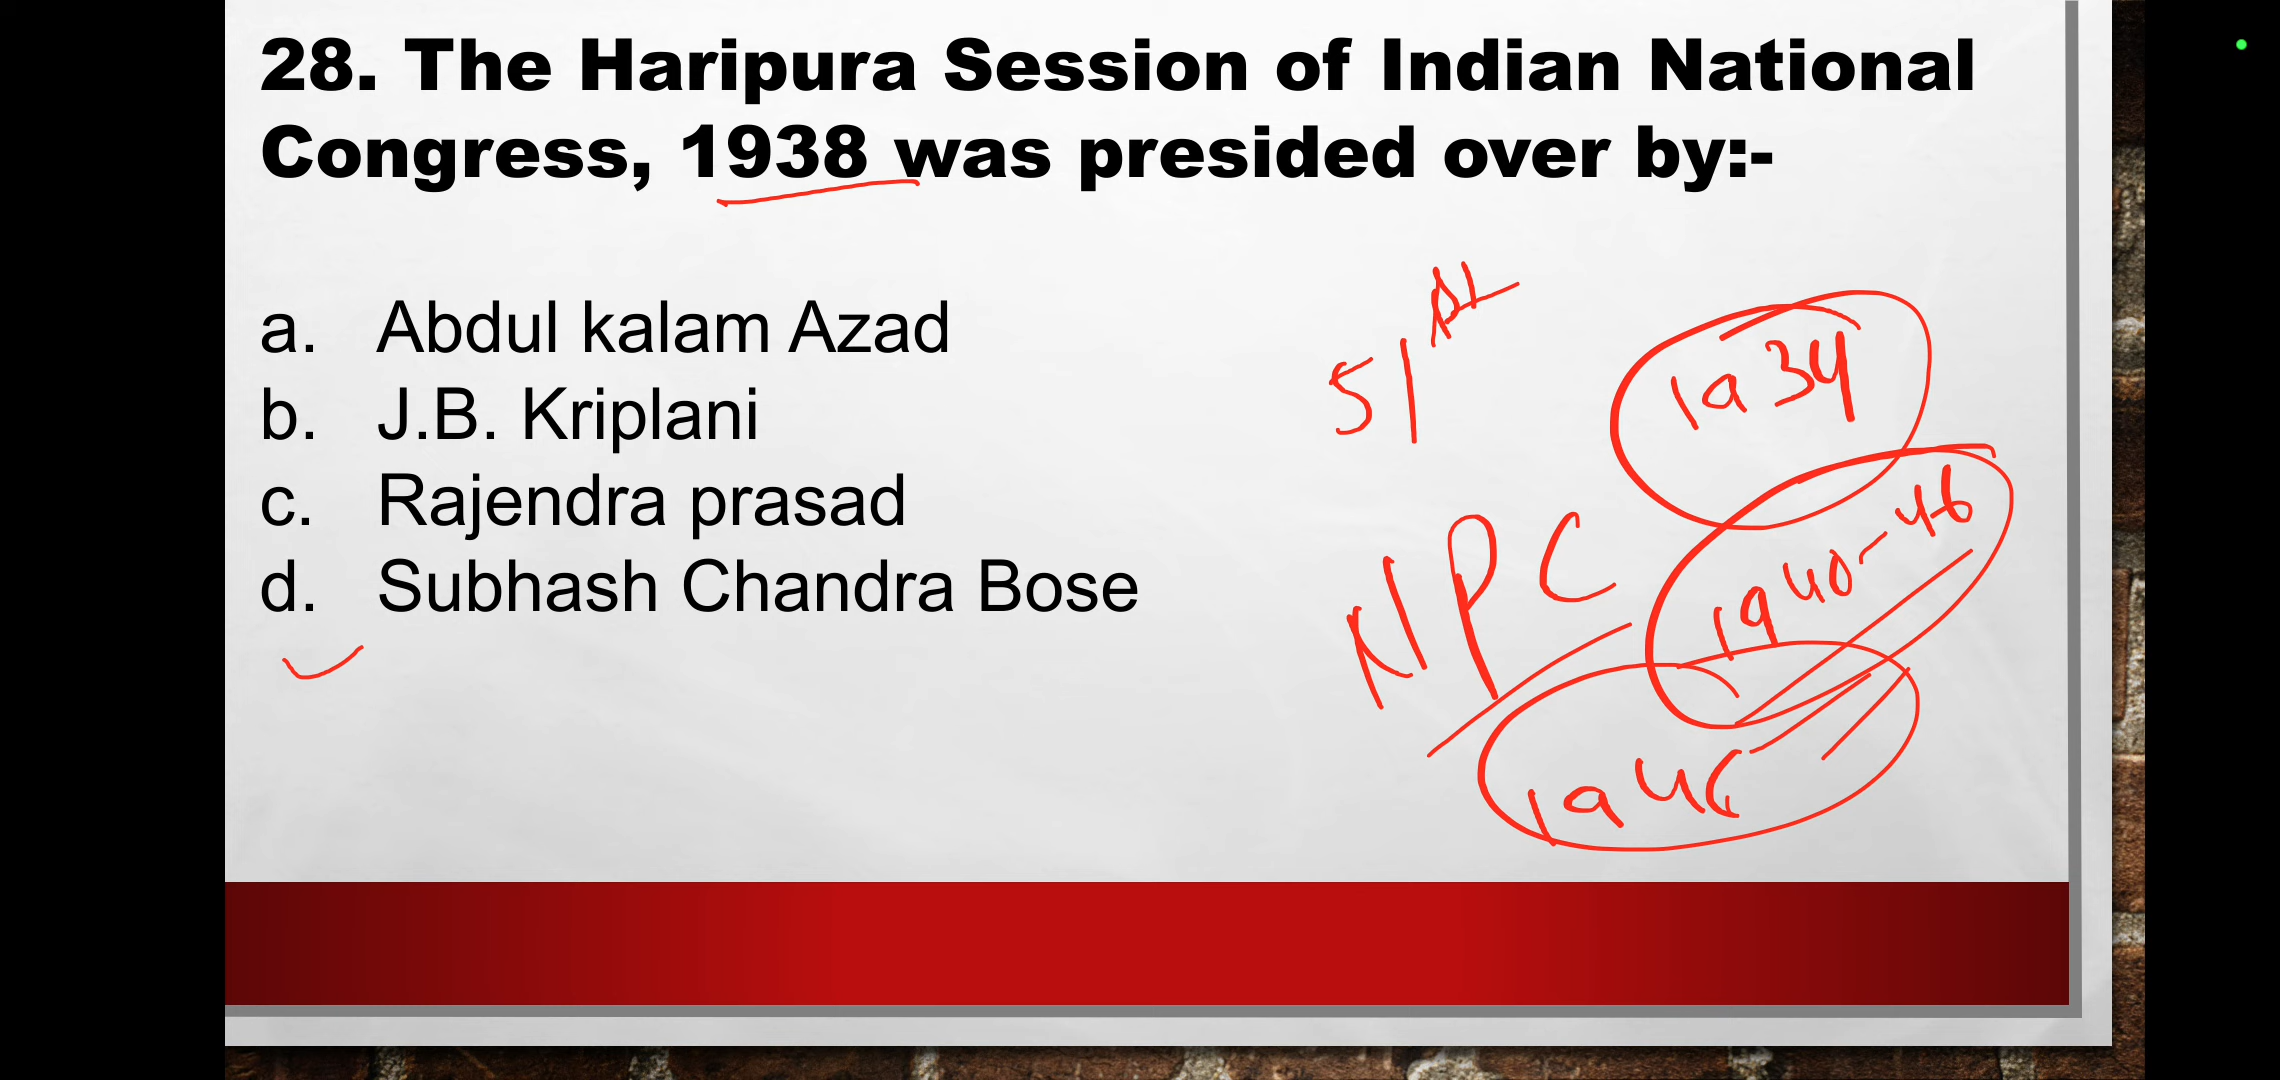 28. The Haripura Session of Indian National
Congress, 1938 was presided over by:-
a. Abdul kalam Azad
b. J.B. Kriplani
c. Rajendra prasad
d. Subhash Chandra Bose
51st
1934
NPC
1940-46
1946